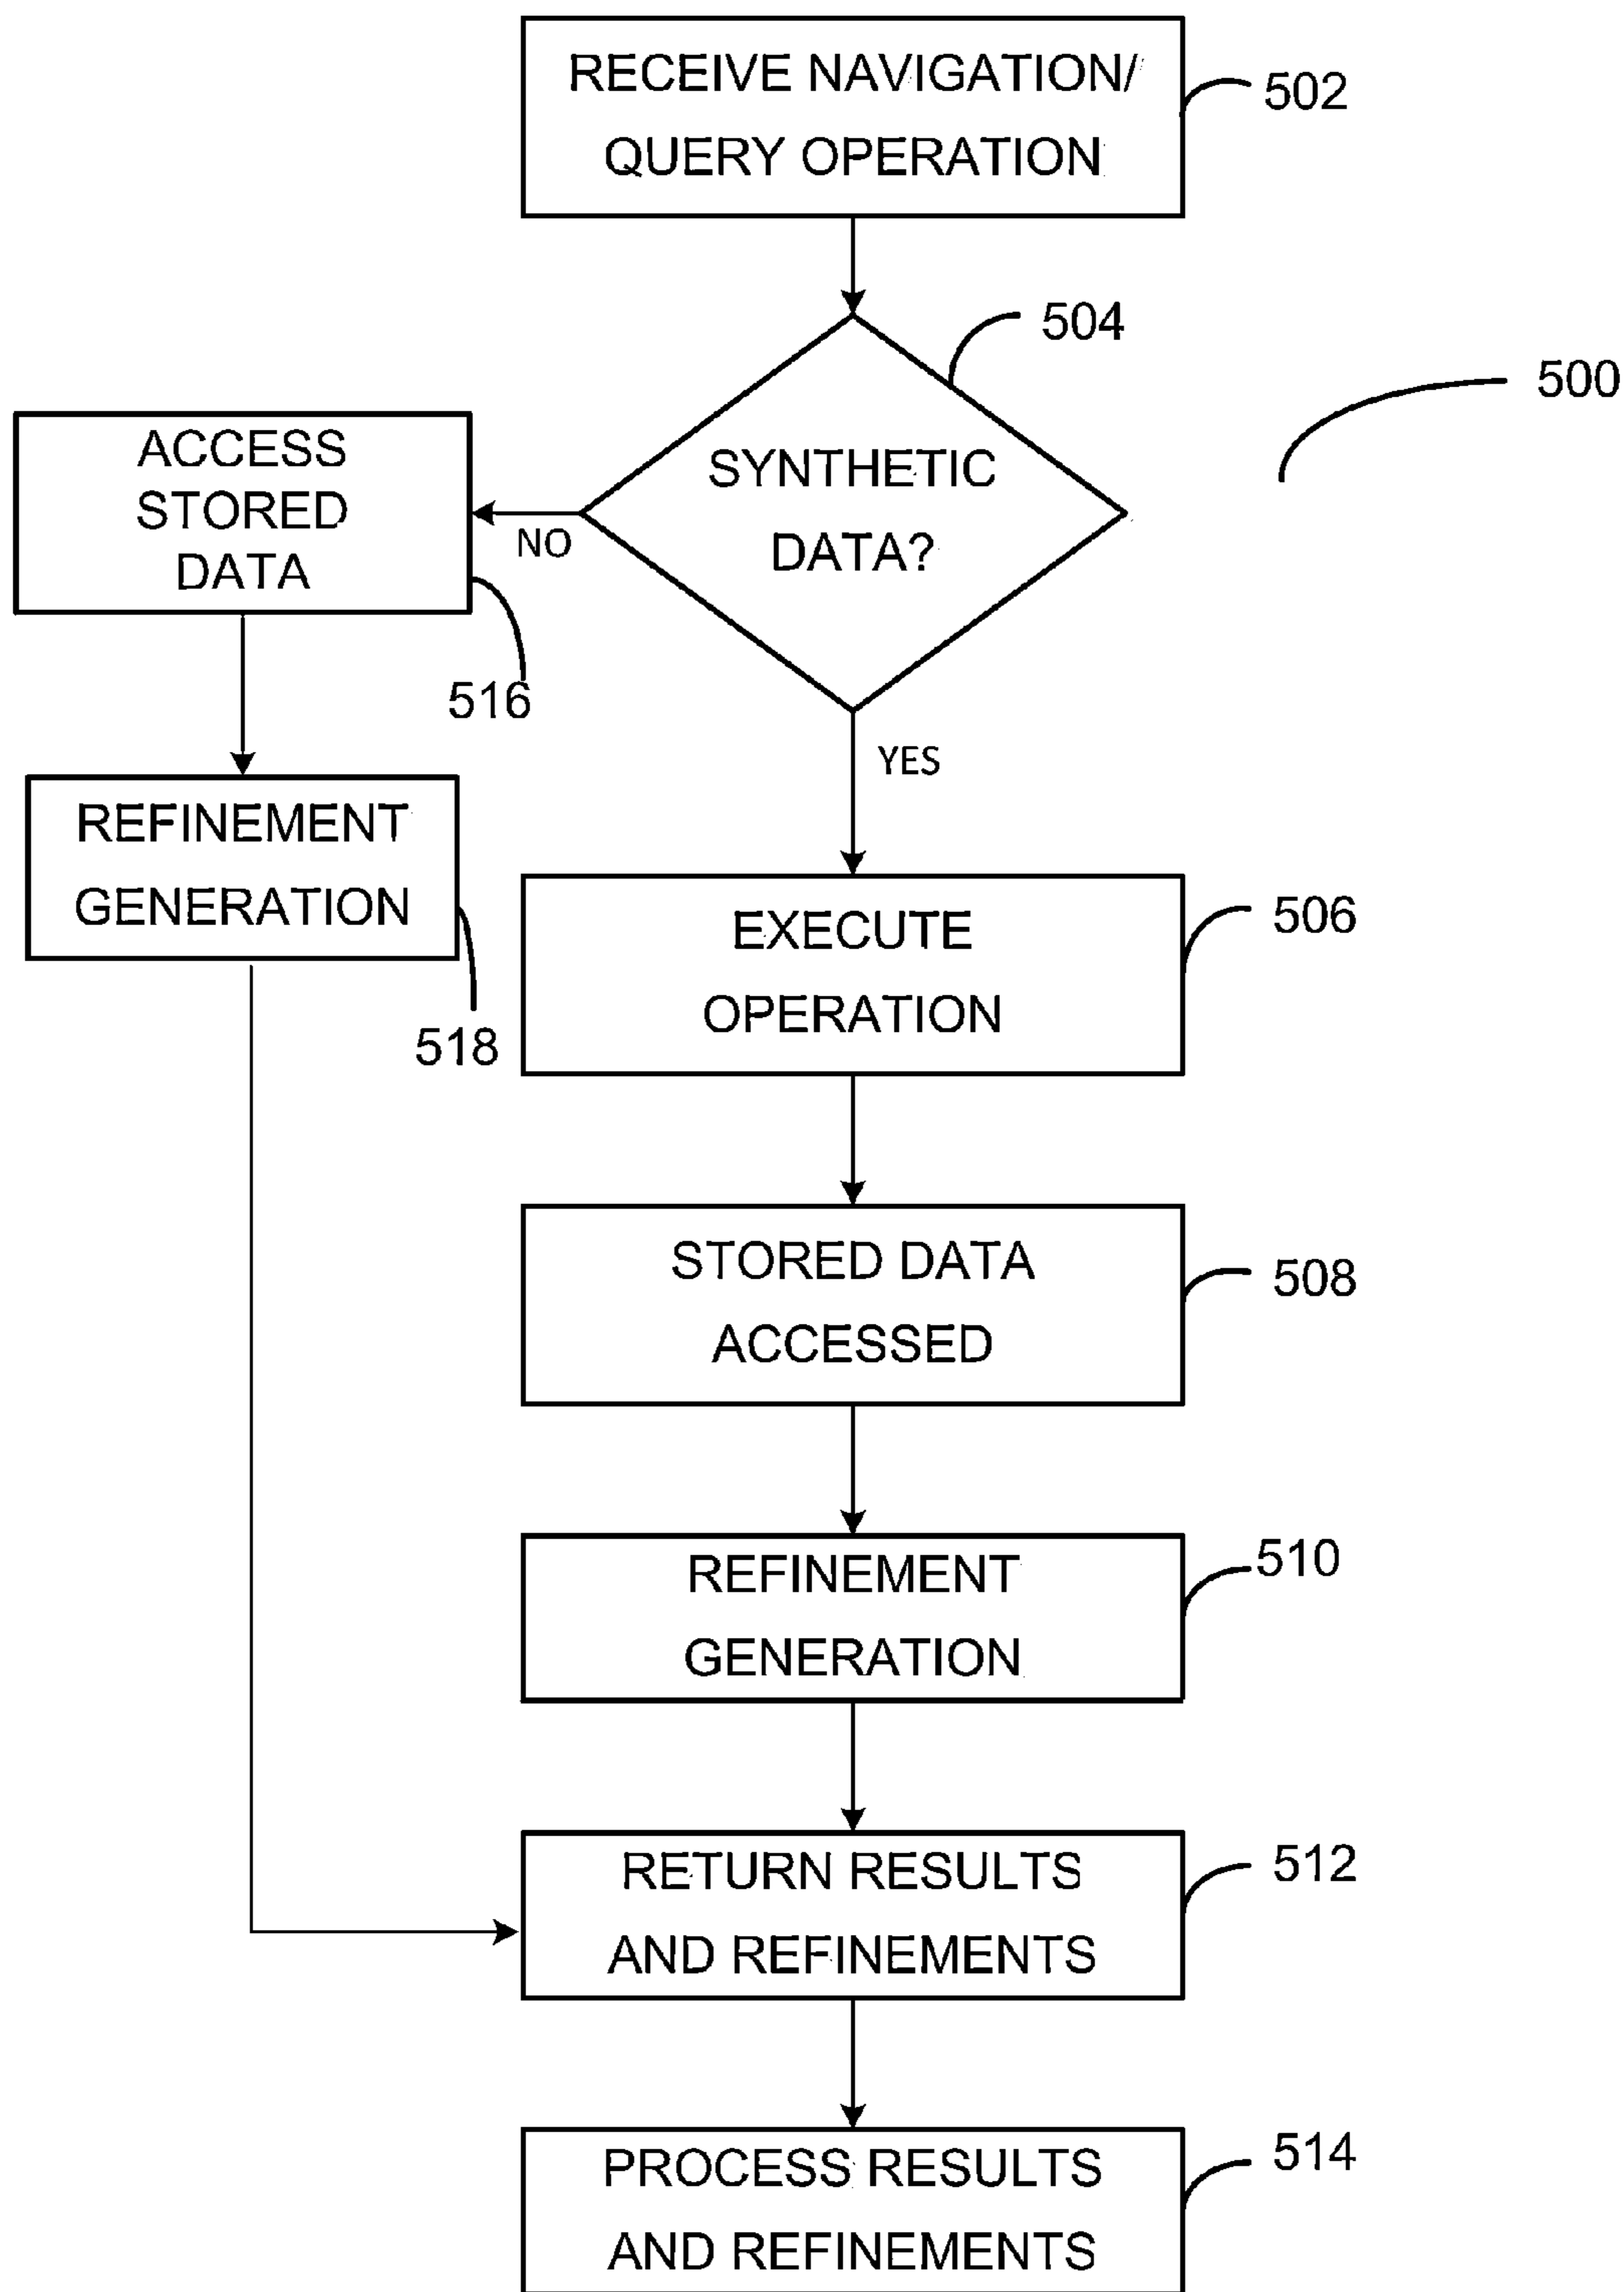 RECEIVE NAVIGATION/
QUERY OPERATION
502
504
500
SYNTHETIC
DATA?
NO
ACCESS
STORED
DATA
516
YES
REFINEMENT
GENERATION
518
EXECUTE
OPERATION
506
STORED DATA
ACCESSED
508
REFINEMENT
GENERATION
510
RETURN RESULTS
AND REFINEMENTS
512
PROCESS RESULTS
AND REFINEMENTS
514